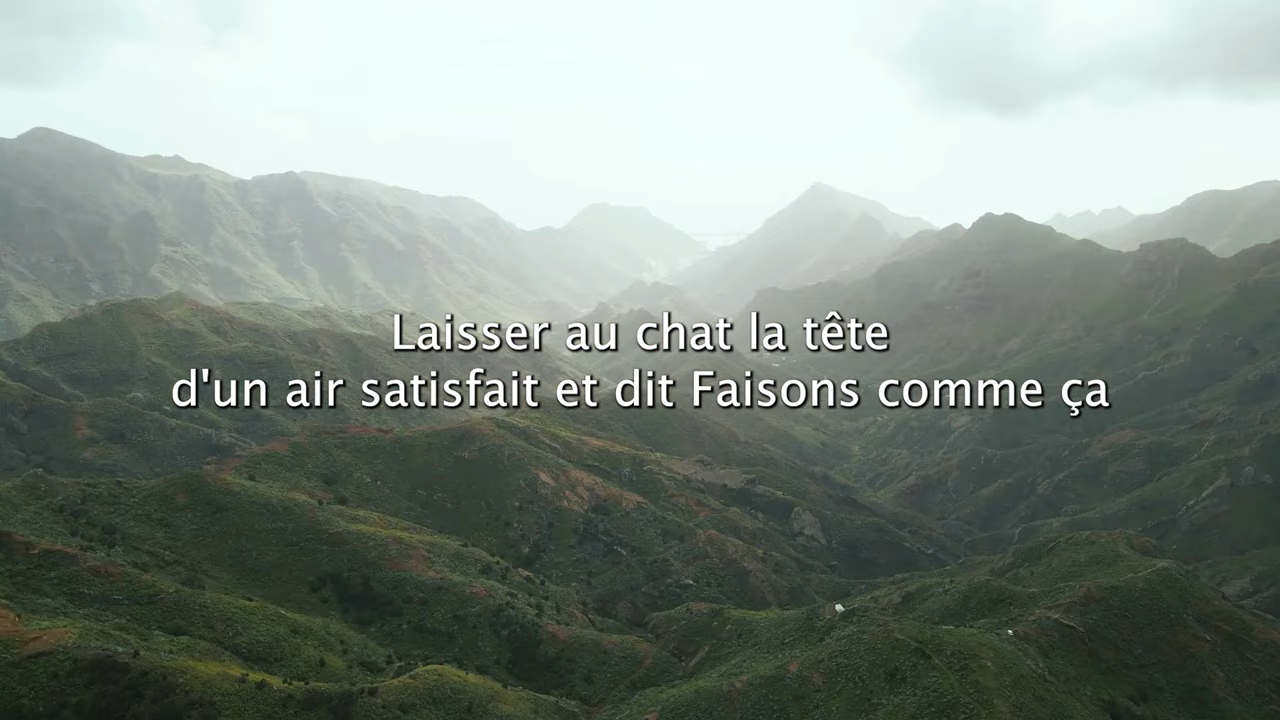 Laisser au chat la tête
d'un air satisfait et dit Faisons comme ça